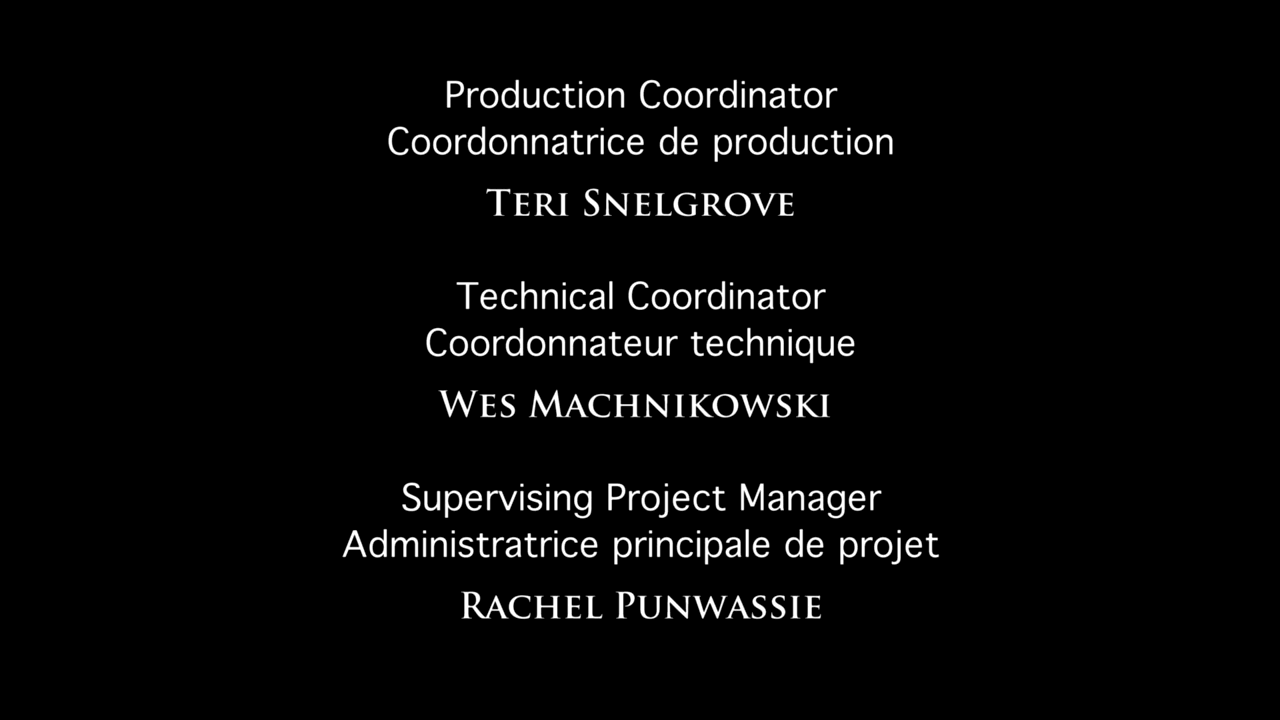 Production Coordinator
Coordonnatrice de production
Teri Snelgrove
Technical Coordinator
Coordonnateur technique
Wes Machnikowski
Supervising Project Manager
Administratrice principale de projet
Rachel Punwassie